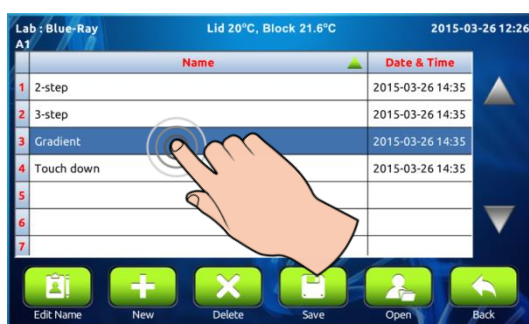 Lab : Blue-Ray Lid 20°C, Block 21.6°C 2015-03-26 12:26
A1
Name Date & Time
1 2-step 2015-03-26 14:35
2 3-step 2015-03-26 14:35
3 Gradient 2015-03-26 14:35
4 Touch down 2015-03-26 14:35
5
6
7
Edit Name New Delete Save Open Back